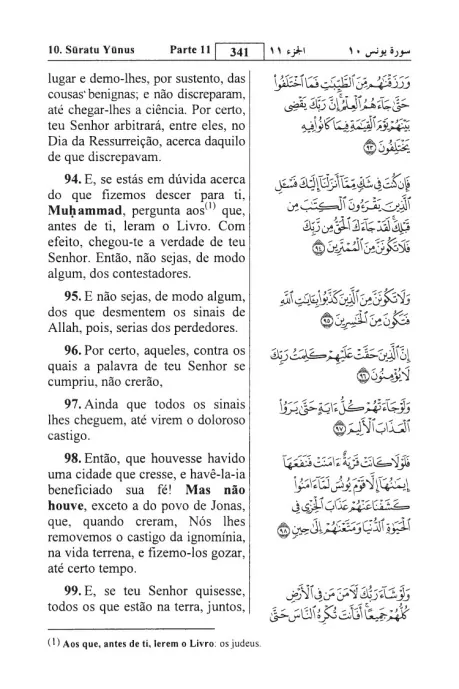 10. Sūratu Yūnus Parte 11 341 الجزء ١١ سورة يونس ١٠
lugar e demo-lhes, por sustento, das
cousas benignas; e não discreparam,
até chegar-lhes a ciência. Por certo,
teu Senhor arbitrará, entre eles, no
Dia da Ressurreição, acerca daquilo
de que discrepavam.
94. E, se estás em dúvida acerca
do que fizemos descer para ti,
Muḥammad, pergunta aos(1) que,
antes de ti, leram o Livro. Com
efeito, chegou-te a verdade de teu
Senhor. Então, não sejas, de modo
algum, dos contestadores.
95. E não sejas, de modo algum,
dos que desmentem os sinais de
Allah, pois, serias dos perdedores.
96. Por certo, aqueles, contra os
quais a palavra de teu Senhor se
cumpriu, não crerão,
97. Ainda que todos os sinais
lhes cheguem, até virem o doloroso
castigo.
98. Então, que houvesse havido
uma cidade que cresse, e havê-la-ia
beneficiado sua fé! Mas não
houve, exceto a do povo de Jonas,
que, quando creram, Nós lhes
removemos o castigo da ignomínia,
na vida terrena, e fizemo-los gozar,
até certo tempo.
99. E, se teu Senhor quisesse,
todos os que estão na terra, juntos,
وَرَزَقْنَاهُم مِّنَ ٱلطَّيِّبَٰتِ فَمَا ٱخْتَلَفُوا۟
حَتَّىٰ جَآءَهُمُ ٱلْعِلْمُ إِنَّ رَبَّكَ يَقْضِى
بَيْنَهُمْ يَوْمَ ٱلْقِيَٰمَةِ فِيمَا كَانُوا۟ فِيهِ
يَخْتَلِفُونَ ٩٣
فَإِن كُنتَ فِى شَكٍّ مِّمَّآ أَنزَلْنَآ إِلَيْكَ فَسْـَٔلِ
ٱلَّذِينَ يَقْرَءُونَ ٱلْكِتَٰبَ مِن
قَبْلِكَ لَقَدْ جَآءَكَ ٱلْحَقُّ مِن رَّبِّكَ
فَلَا تَكُونَنَّ مِنَ ٱلْمُمْتَرِينَ ٩٤
وَلَا تَكُونَنَّ مِنَ ٱلَّذِينَ كَذَّبُوا۟ بِـَٔايَٰتِ ٱللَّهِ
فَتَكُونَ مِنَ ٱلْخَٰسِرِينَ ٩٥
إِنَّ ٱلَّذِينَ حَقَّتْ عَلَيْهِمْ كَلِمَتُ رَبِّكَ
لَا يُؤْمِنُونَ ٩٦
وَلَوْ جَآءَتْهُمْ كُلُّ ءَايَةٍ حَتَّىٰ يَرَوُا۟
ٱلْعَذَابَ ٱلْأَلِيمَ ٩٧
فَلَوْلَا كَانَتْ قَرْيَةٌ ءَامَنَتْ فَنَفَعَهَآ
إِيمَٰنُهَآ إِلَّا قَوْمَ يُونُسَ لَمَّآ ءَامَنُوا۟
كَشَفْنَا عَنْهُمْ عَذَابَ ٱلْخِزْىِ فِى
ٱلْحَيَوٰةِ ٱلدُّنْيَا وَمَتَّعْنَٰهُمْ إِلَىٰ حِينٍ ٩٨
وَلَوْ شَآءَ رَبُّكَ لَءَامَنَ مَن فِى ٱلْأَرْضِ
كُلُّهُمْ جَمِيعًا أَفَأَنتَ تُكْرِهُ ٱلنَّاسَ حَتَّىٰ
(1) Aos que, antes de ti, lerem o Livro: os judeus.